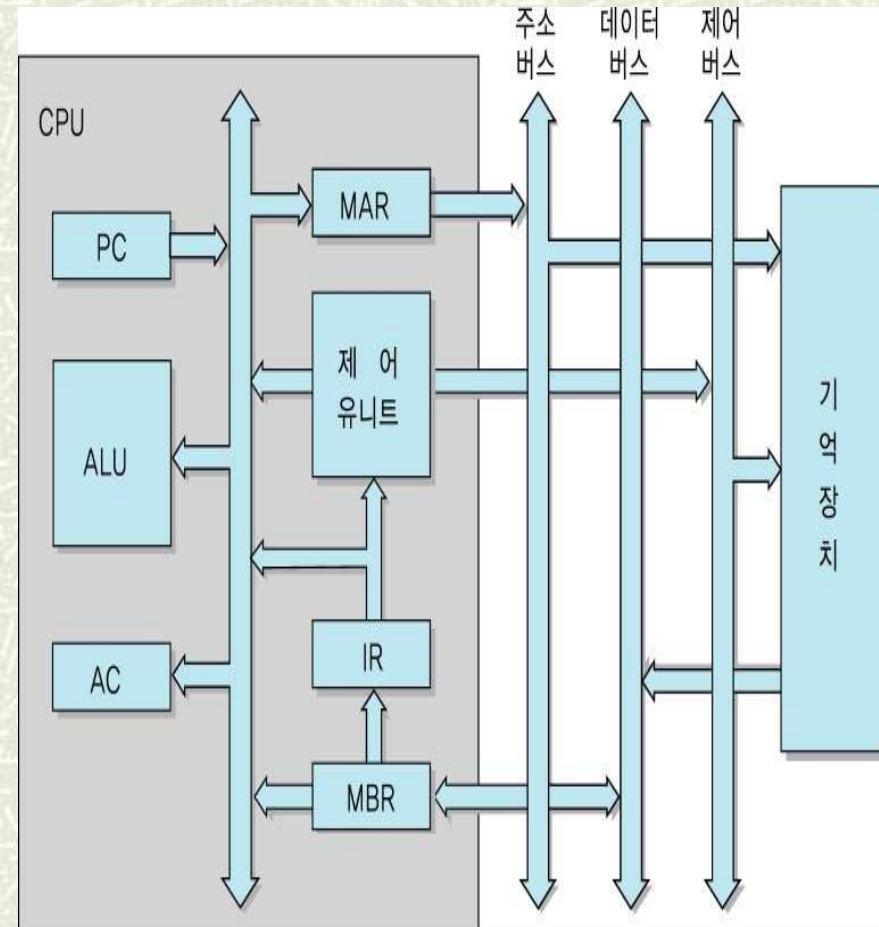 주소 데이터 제어
버스 버스 버스
CPU
MAR
PC
제 어
유니트
ALU
기
억
장
치
IR
AC
MBR